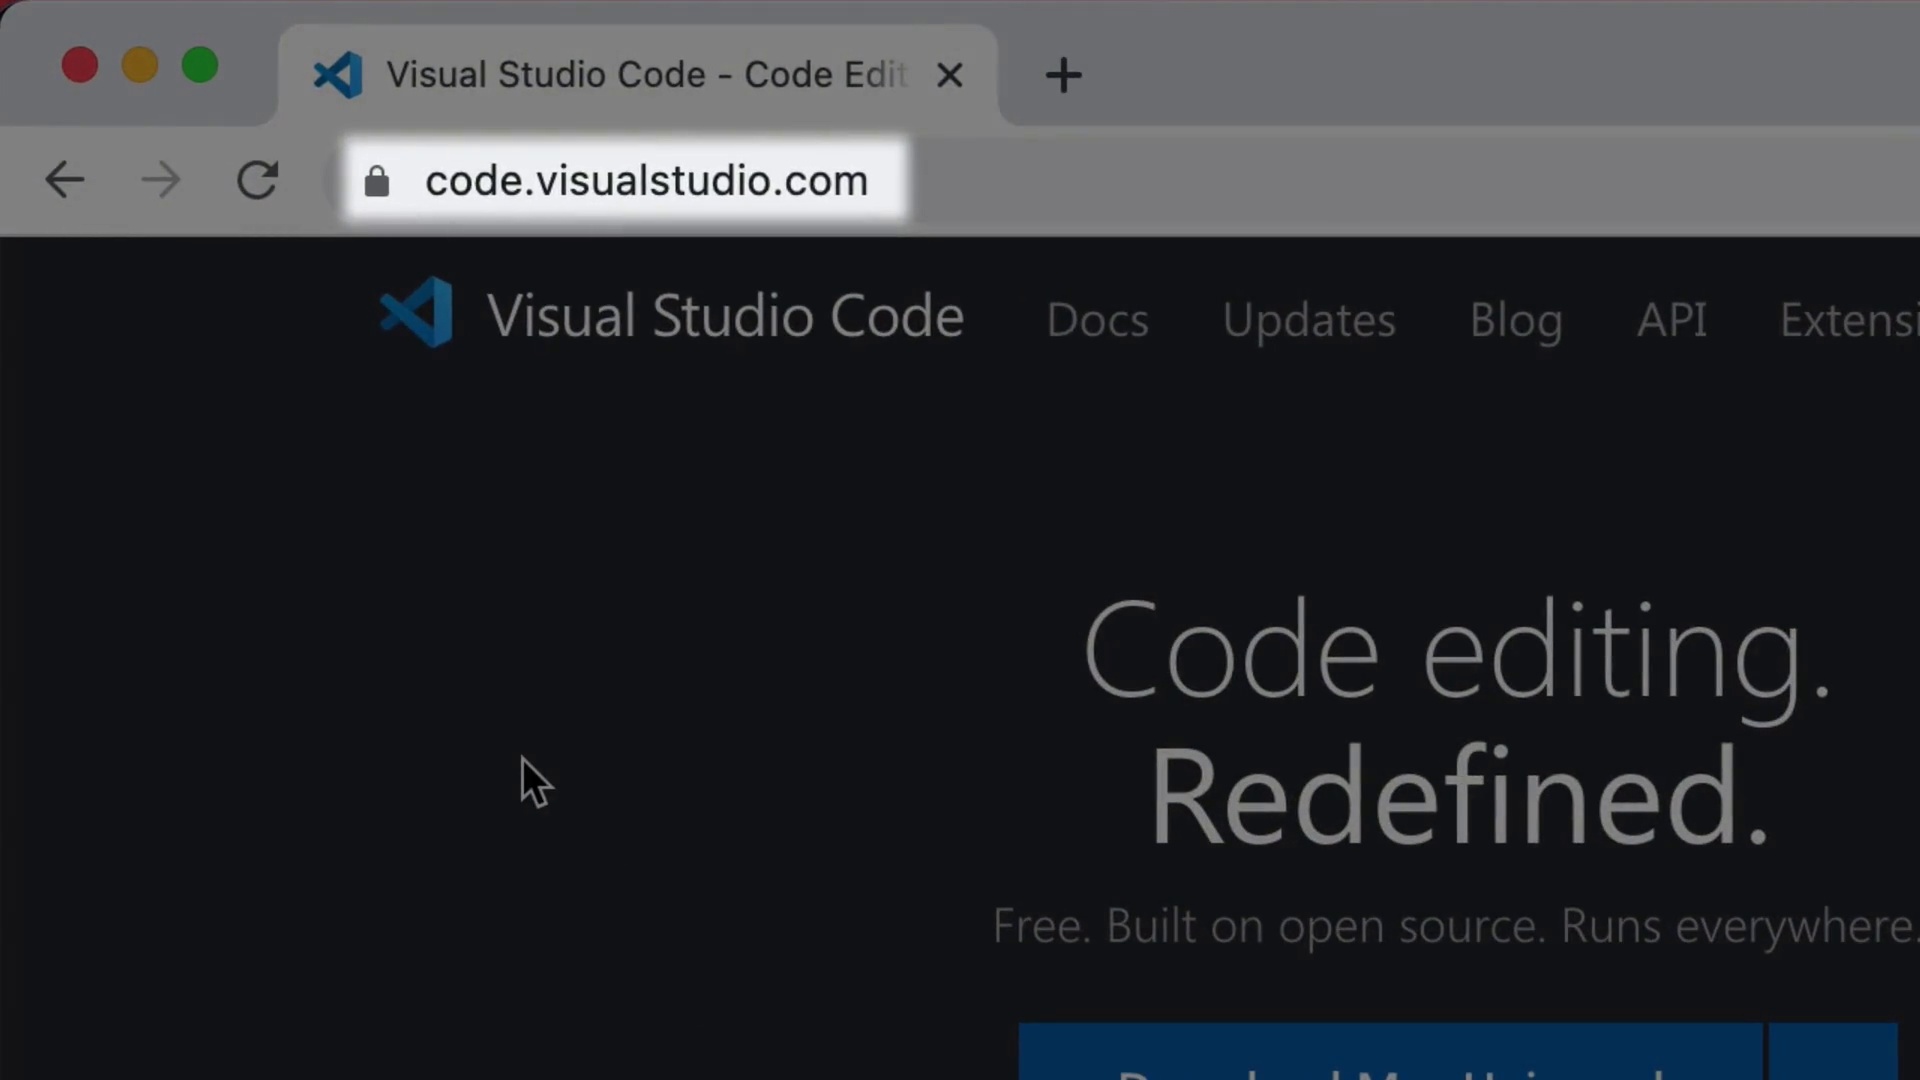 Visual Studio Code - Code Edit
code.visualstudio.com
Visual Studio Code
Docs
Updates
Blog
API
Extensi
Code editing.
Redefined.
Free. Built on open source. Runs everywhere.